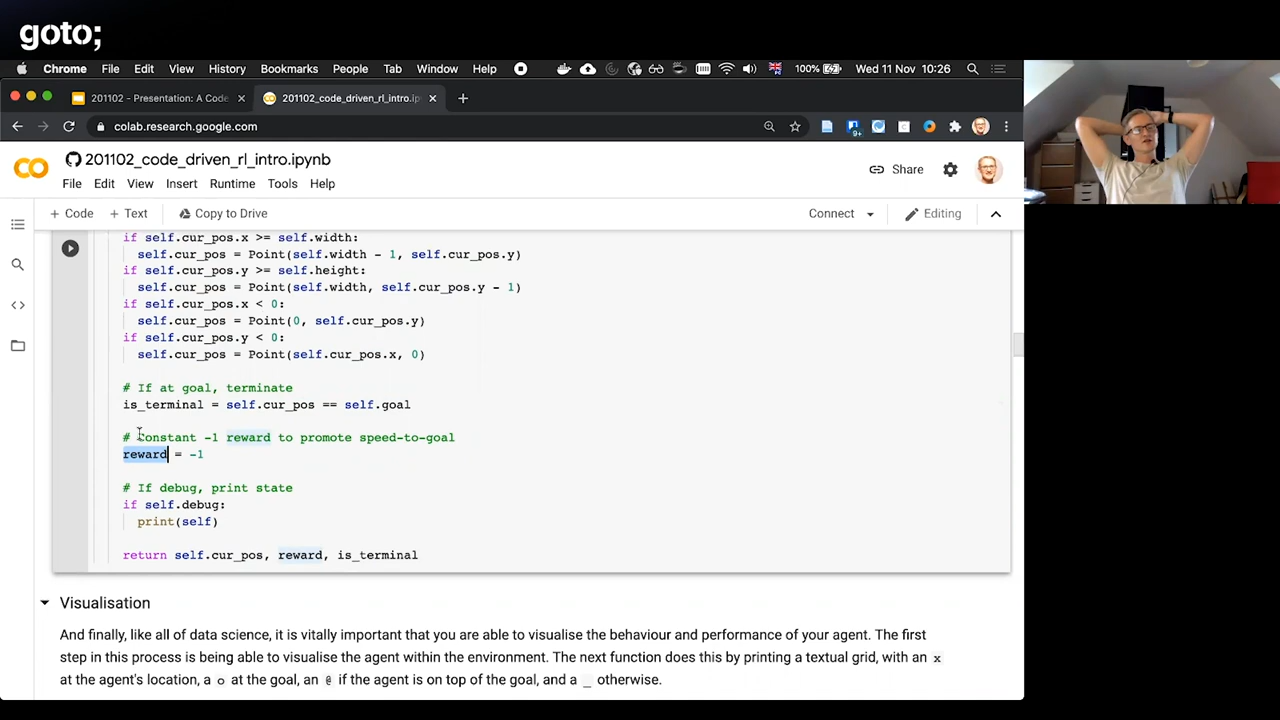 goto;
Chrome File Edit View History Bookmarks People Tab Window Help 100% Wed 11 Nov 10:26
201102 - Presentation: A Code 201102_code_driven_rl_intro.ip
colab.research.google.com
9+
201102_code_driven_rl_intro.ipynb
File Edit View Insert Runtime Tools Help
Share
+ Code + Text Copy to Drive
Connect Editing
if self.cur_pos.x >= self.width:
self.cur_pos = Point(self.width - 1, self.cur_pos.y)
if self.cur_pos.y >= self.height:
self.cur_pos = Point(self.width, self.cur_pos.y - 1)
if self.cur_pos.x < 0:
self.cur_pos = Point(0, self.cur_pos.y)
if self.cur_pos.y < 0:
self.cur_pos = Point(self.cur_pos.x, 0)
# If at goal, terminate
is_terminal = self.cur_pos == self.goal
# Constant -1 reward to promote speed-to-goal
reward = -1
# If debug, print state
if self.debug:
print(self)
return self.cur_pos, reward, is_terminal
Visualisation
And finally, like all of data science, it is vitally important that you are able to visualise the behaviour and performance of your agent. The first
step in this process is being able to visualise the agent within the environment. The next function does this by printing a textual grid, with an x
at the agent's location, a o at the goal, an @ if the agent is on top of the goal, and a _ otherwise.